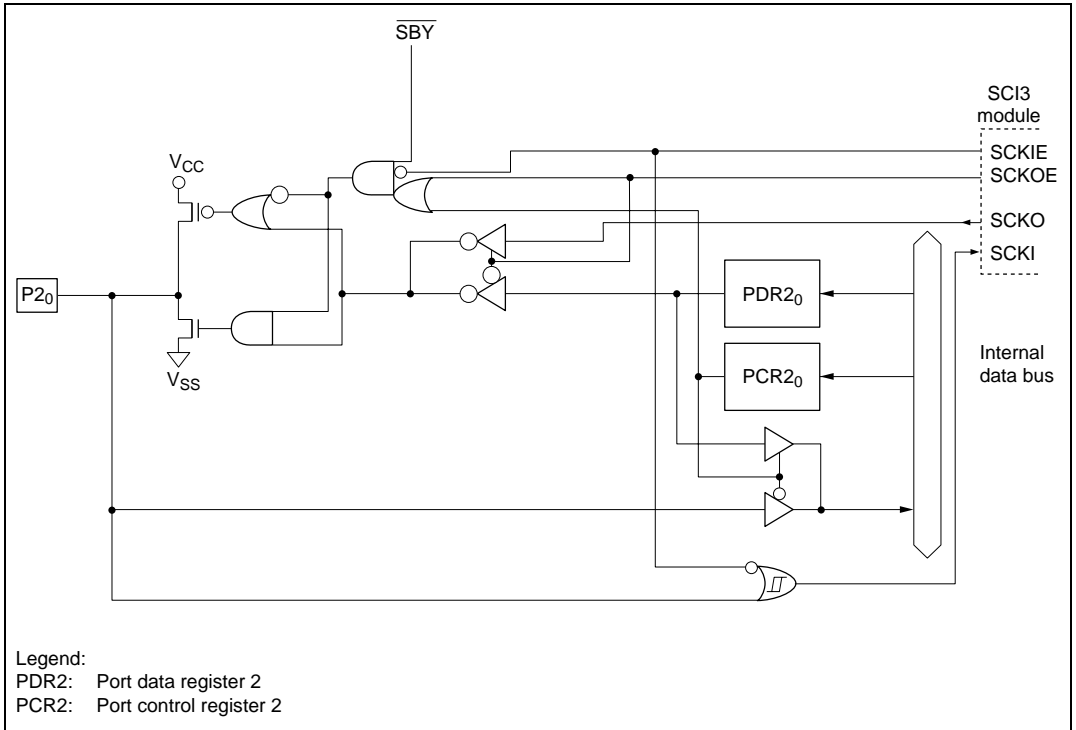 SBY
SCI3
module
SCKIE
SCKOE
SCKO
SCKI
VCC
P20
VSS
PDR20
PCR20
Internal
data bus
Legend:
PDR2: Port data register 2
PCR2: Port control register 2